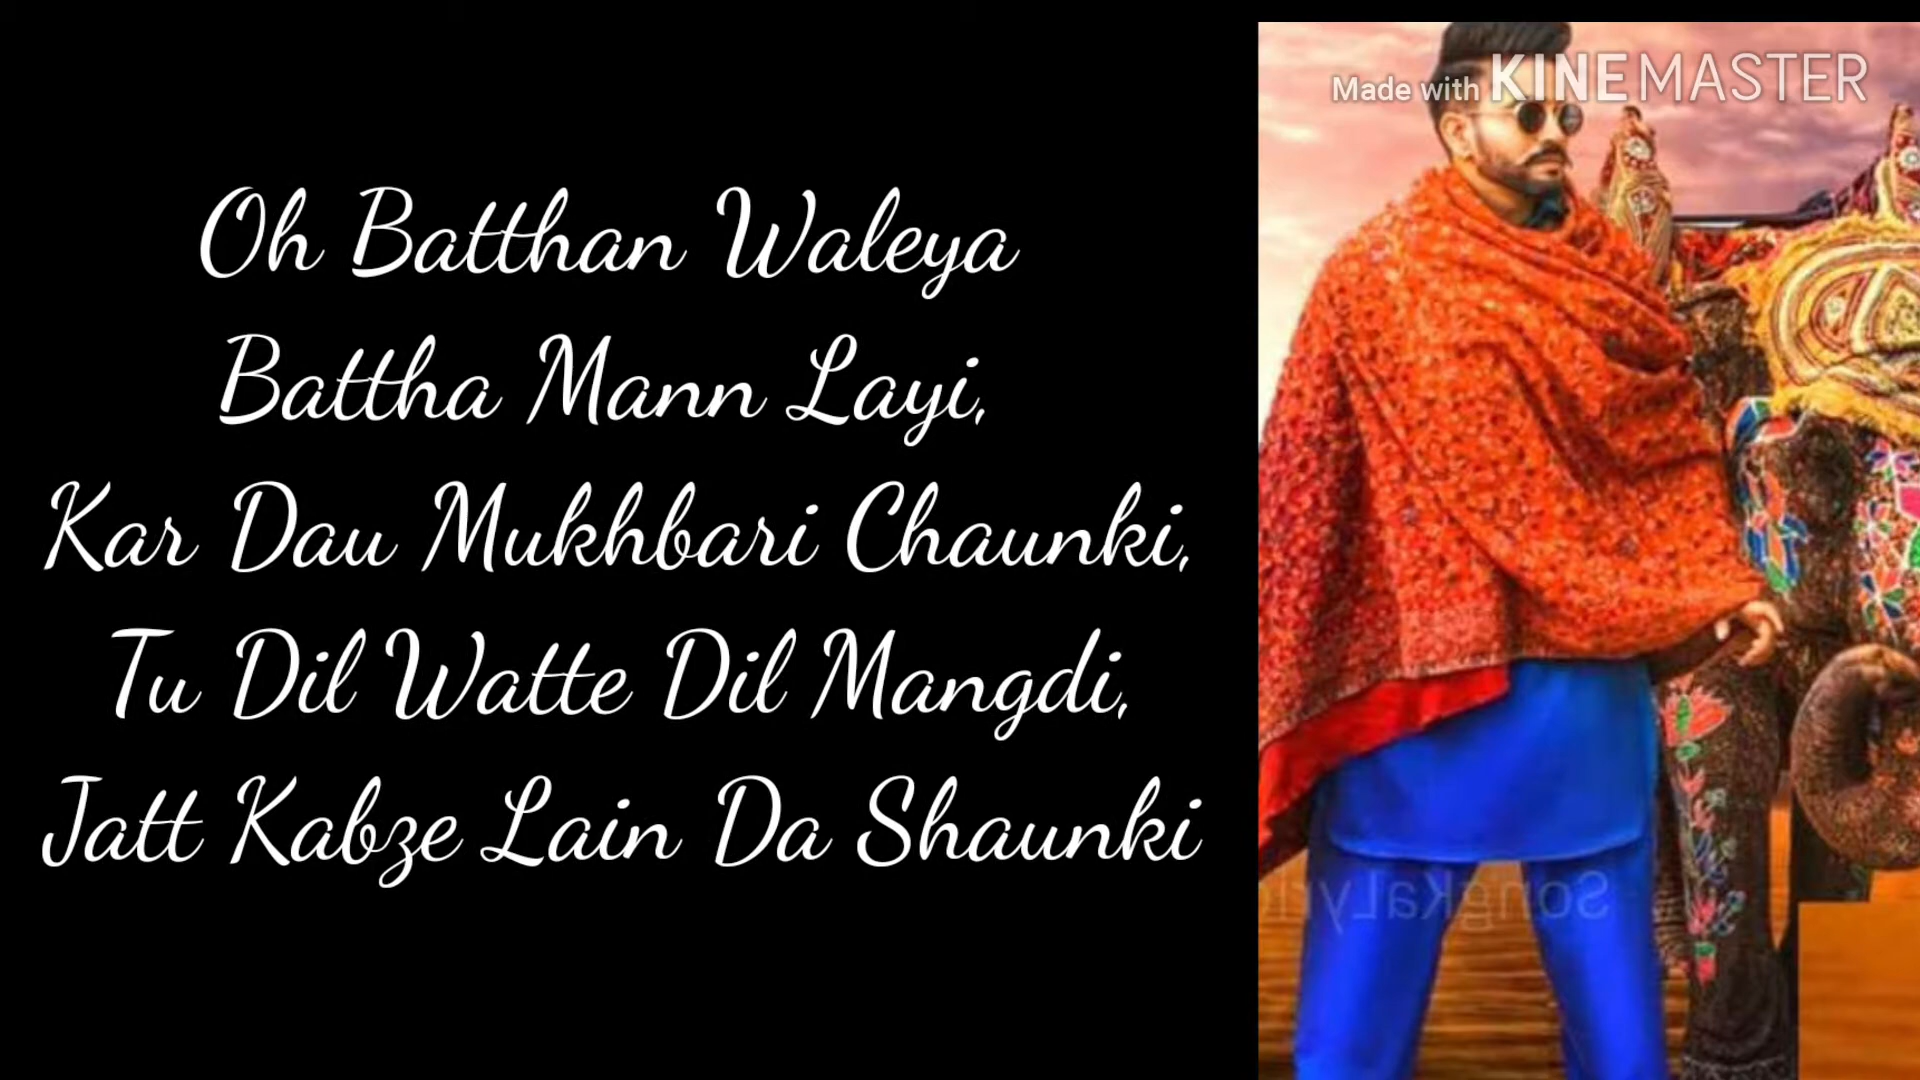 Made with KINEMASTER
Oh Batthan Waleya
Battha Mann Layi,
Kar Dau Mukhbari Chaunki,
Tu Dil Watte Dil Mangdi,
Jatt Kabze Lain Da Shaunki